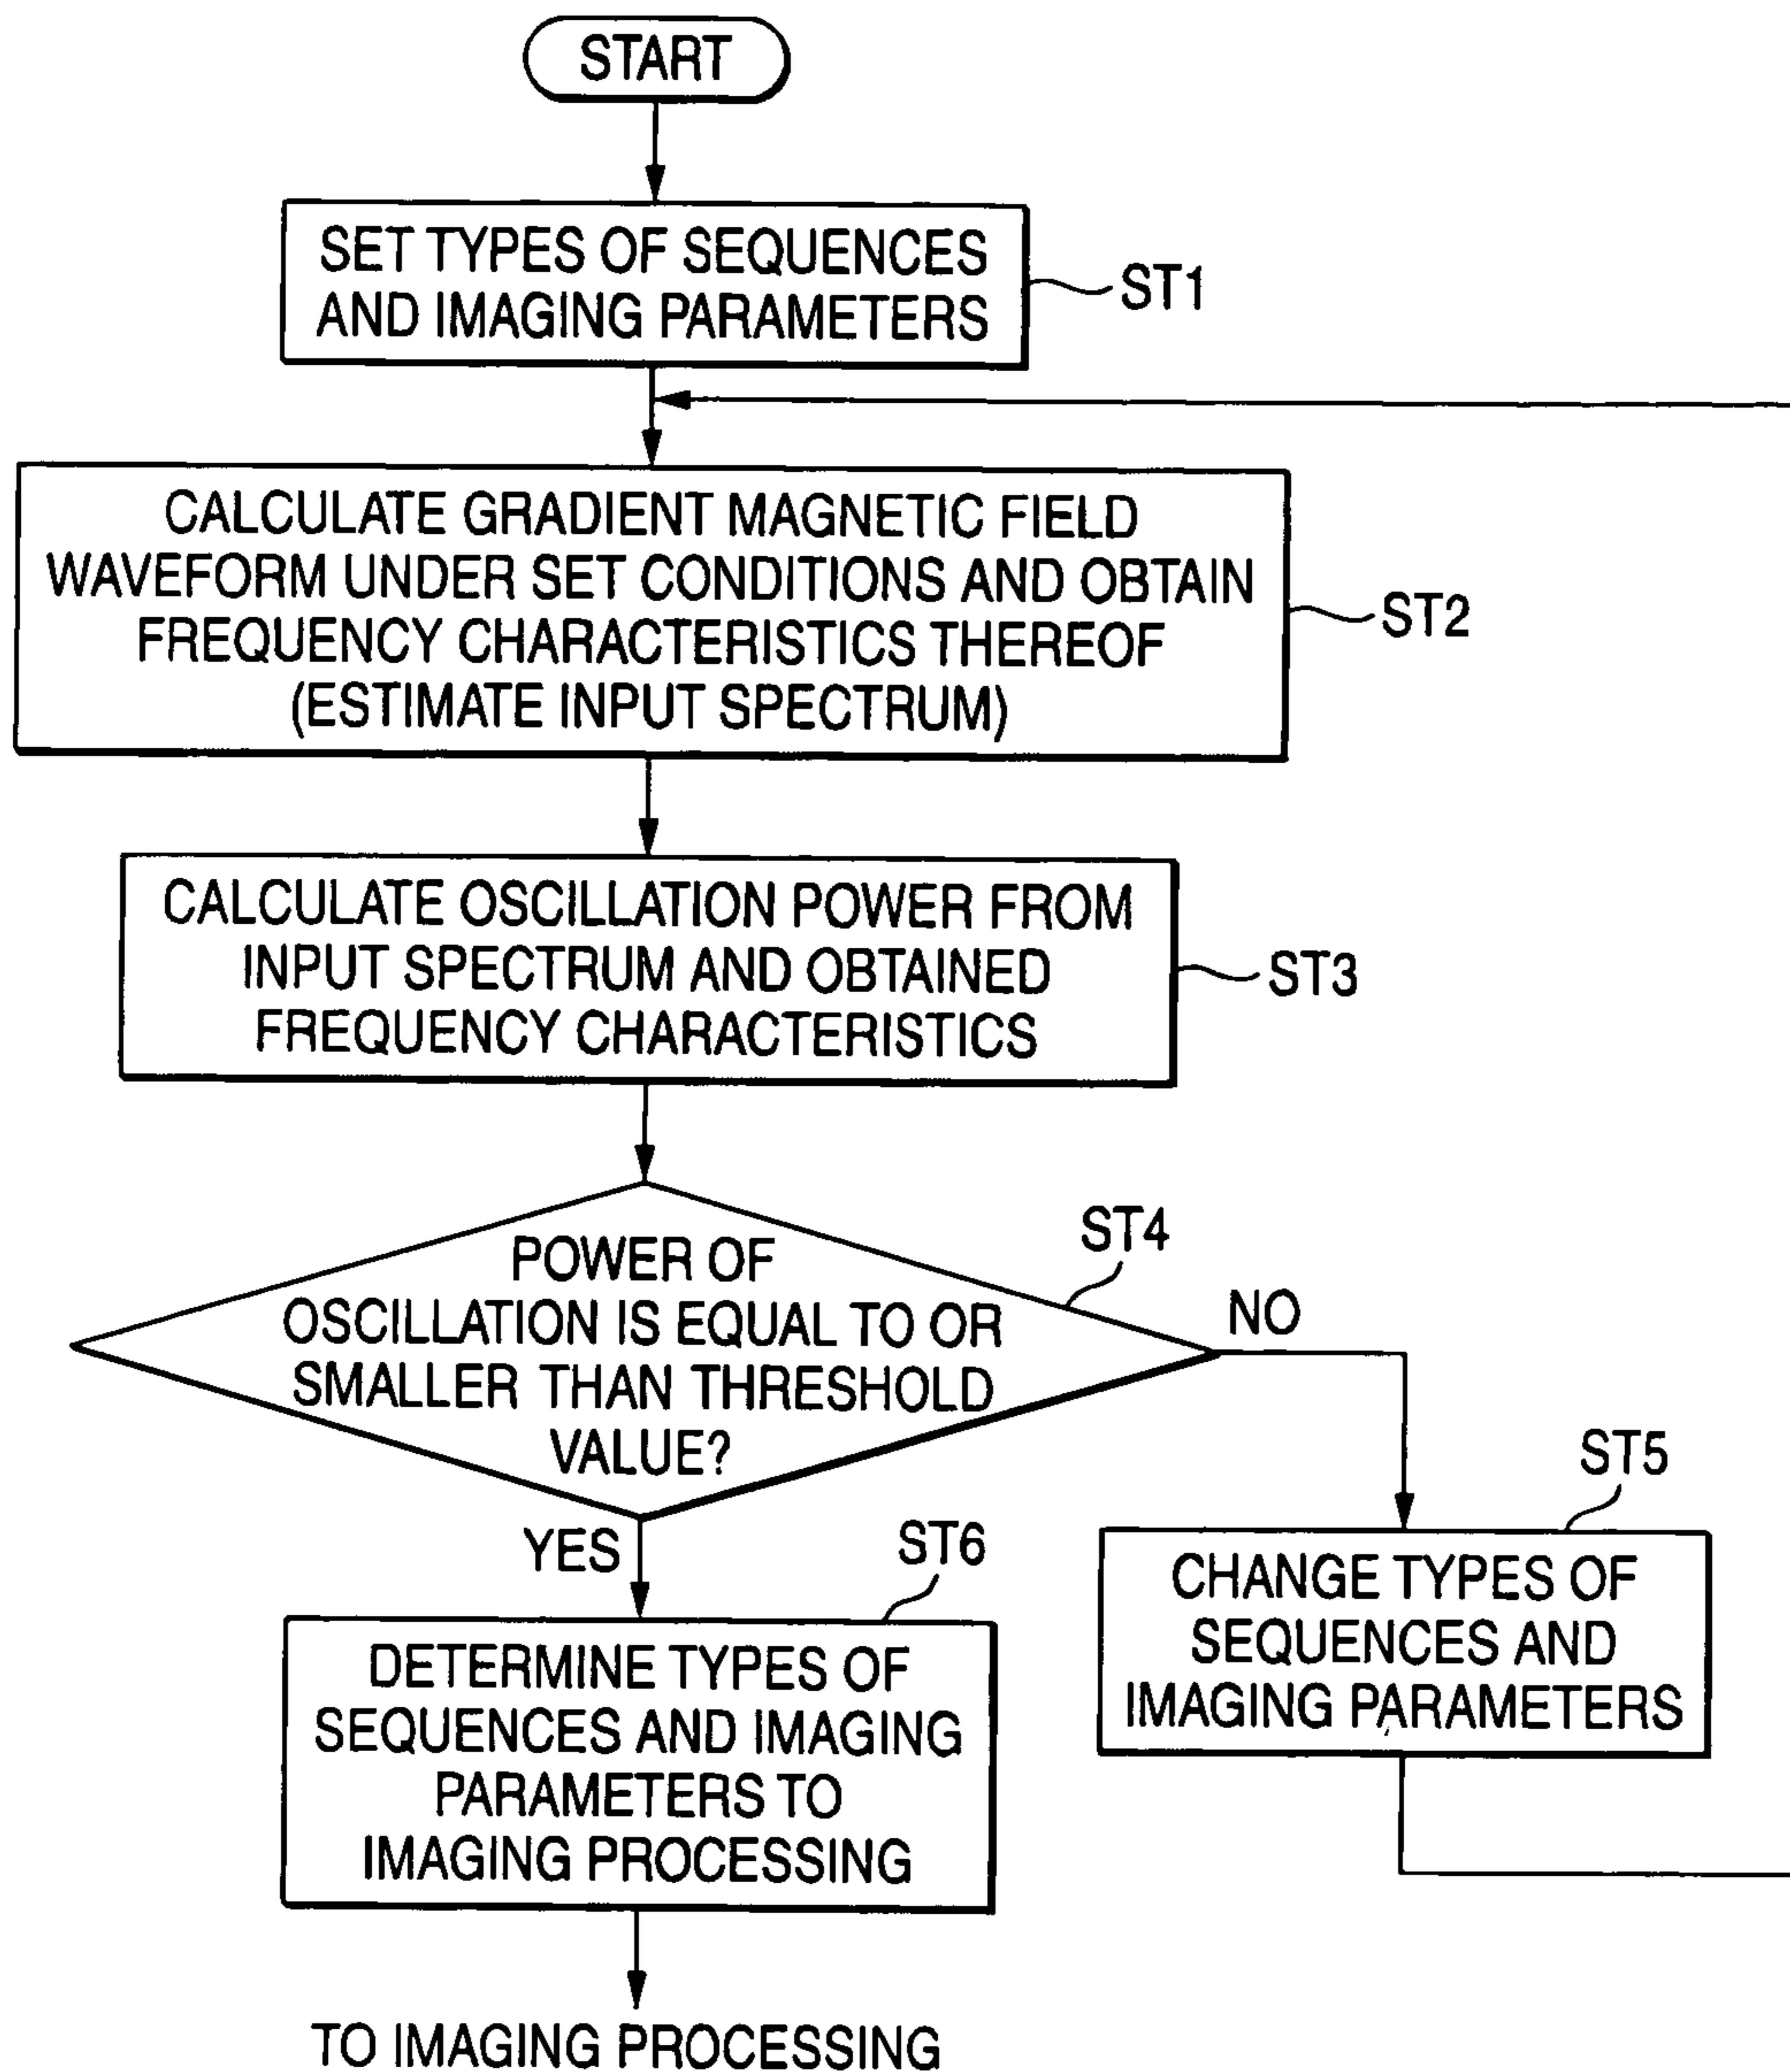 START
SET TYPES OF SEQUENCES
AND IMAGING PARAMETERS
ST1
CALCULATE GRADIENT MAGNETIC FIELD
WAVEFORM UNDER SET CONDITIONS AND OBTAIN
FREQUENCY CHARACTERISTICS THEREOF
(ESTIMATE INPUT SPECTRUM)
ST2
CALCULATE OSCILLATION POWER FROM
INPUT SPECTRUM AND OBTAINED
FREQUENCY CHARACTERISTICS
ST3
POWER OF
OSCILLATION IS EQUAL TO OR
SMALLER THAN THRESHOLD
VALUE?
ST4
NO
YES
ST5
CHANGE TYPES OF
SEQUENCES AND
IMAGING PARAMETERS
ST6
DETERMINE TYPES OF
SEQUENCES AND IMAGING
PARAMETERS TO
IMAGING PROCESSING
TO IMAGING PROCESSING